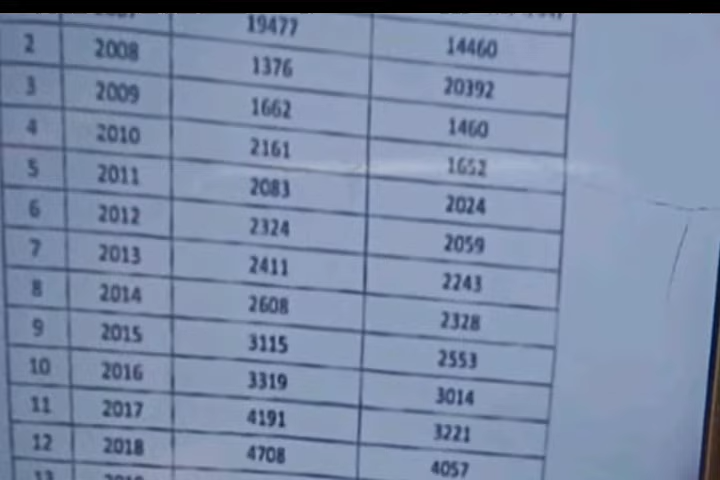 19477 14460
2 2008 1376 20392
3 2009 1662 1460
4 2010 2161 1652
5 2011 2083 2024
6 2012 2324 2059
7 2013 2411 2243
8 2014 2608 2328
9 2015 3115 2553
10 2016 3319 3014
11 2017 4191 3221
12 2018 4708 4057
13